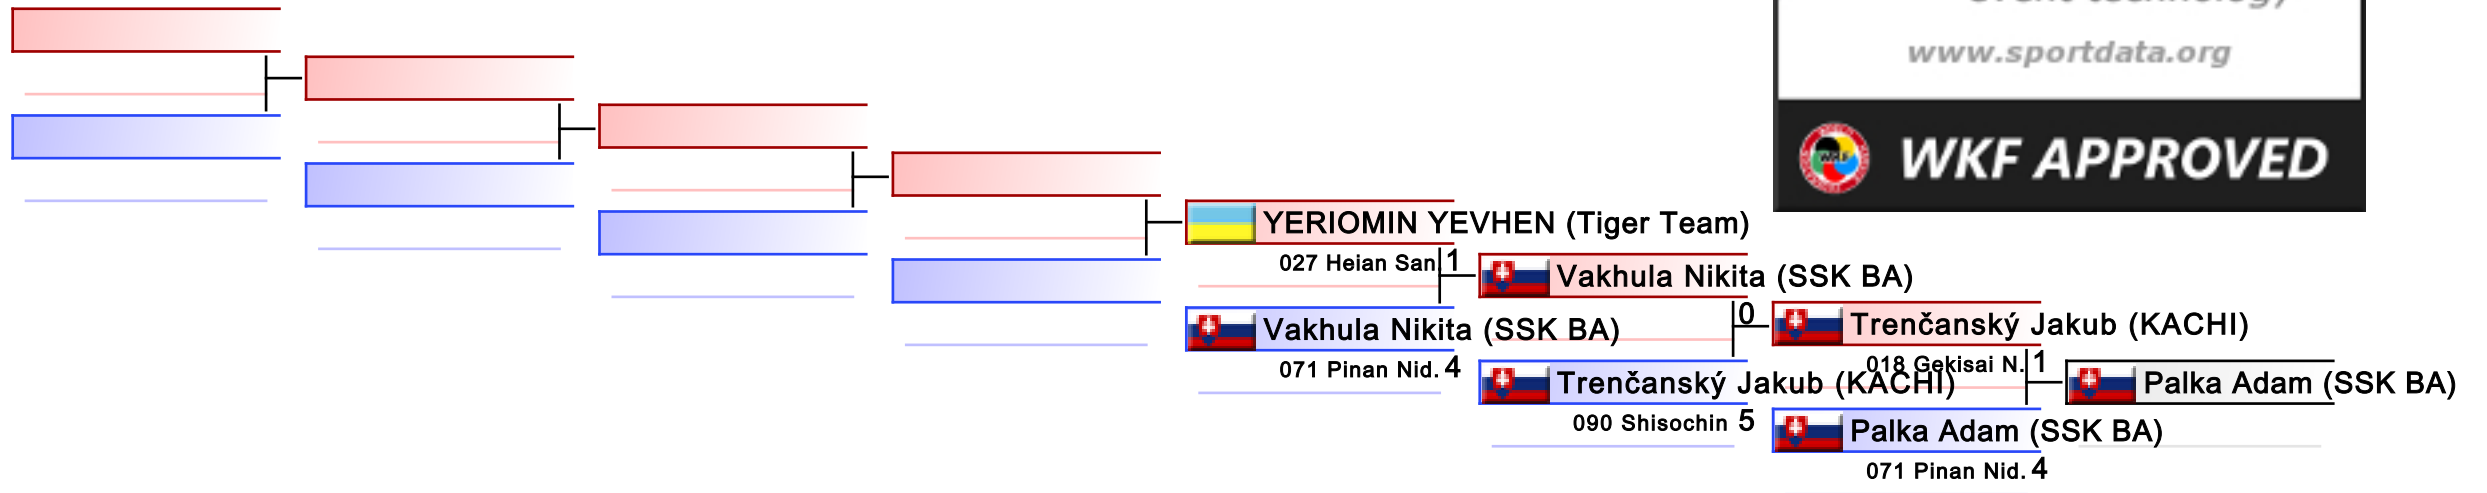 www.sportdata.org
WKF APPROVED
YERIOMIN YEVHEN (Tiger Team)
027 Heian San. 1
Vakhula Nikita (SSK BA)
0
Vakhula Nikita (SSK BA)
071 Pinan Nid. 4
Trenčanský Jakub (KACHI)
018 Gekisai N. 1
Trenčanský Jakub (KACHI)
090 Shisochin 5
Palka Adam (SSK BA)
Palka Adam (SSK BA)
071 Pinan Nid. 4